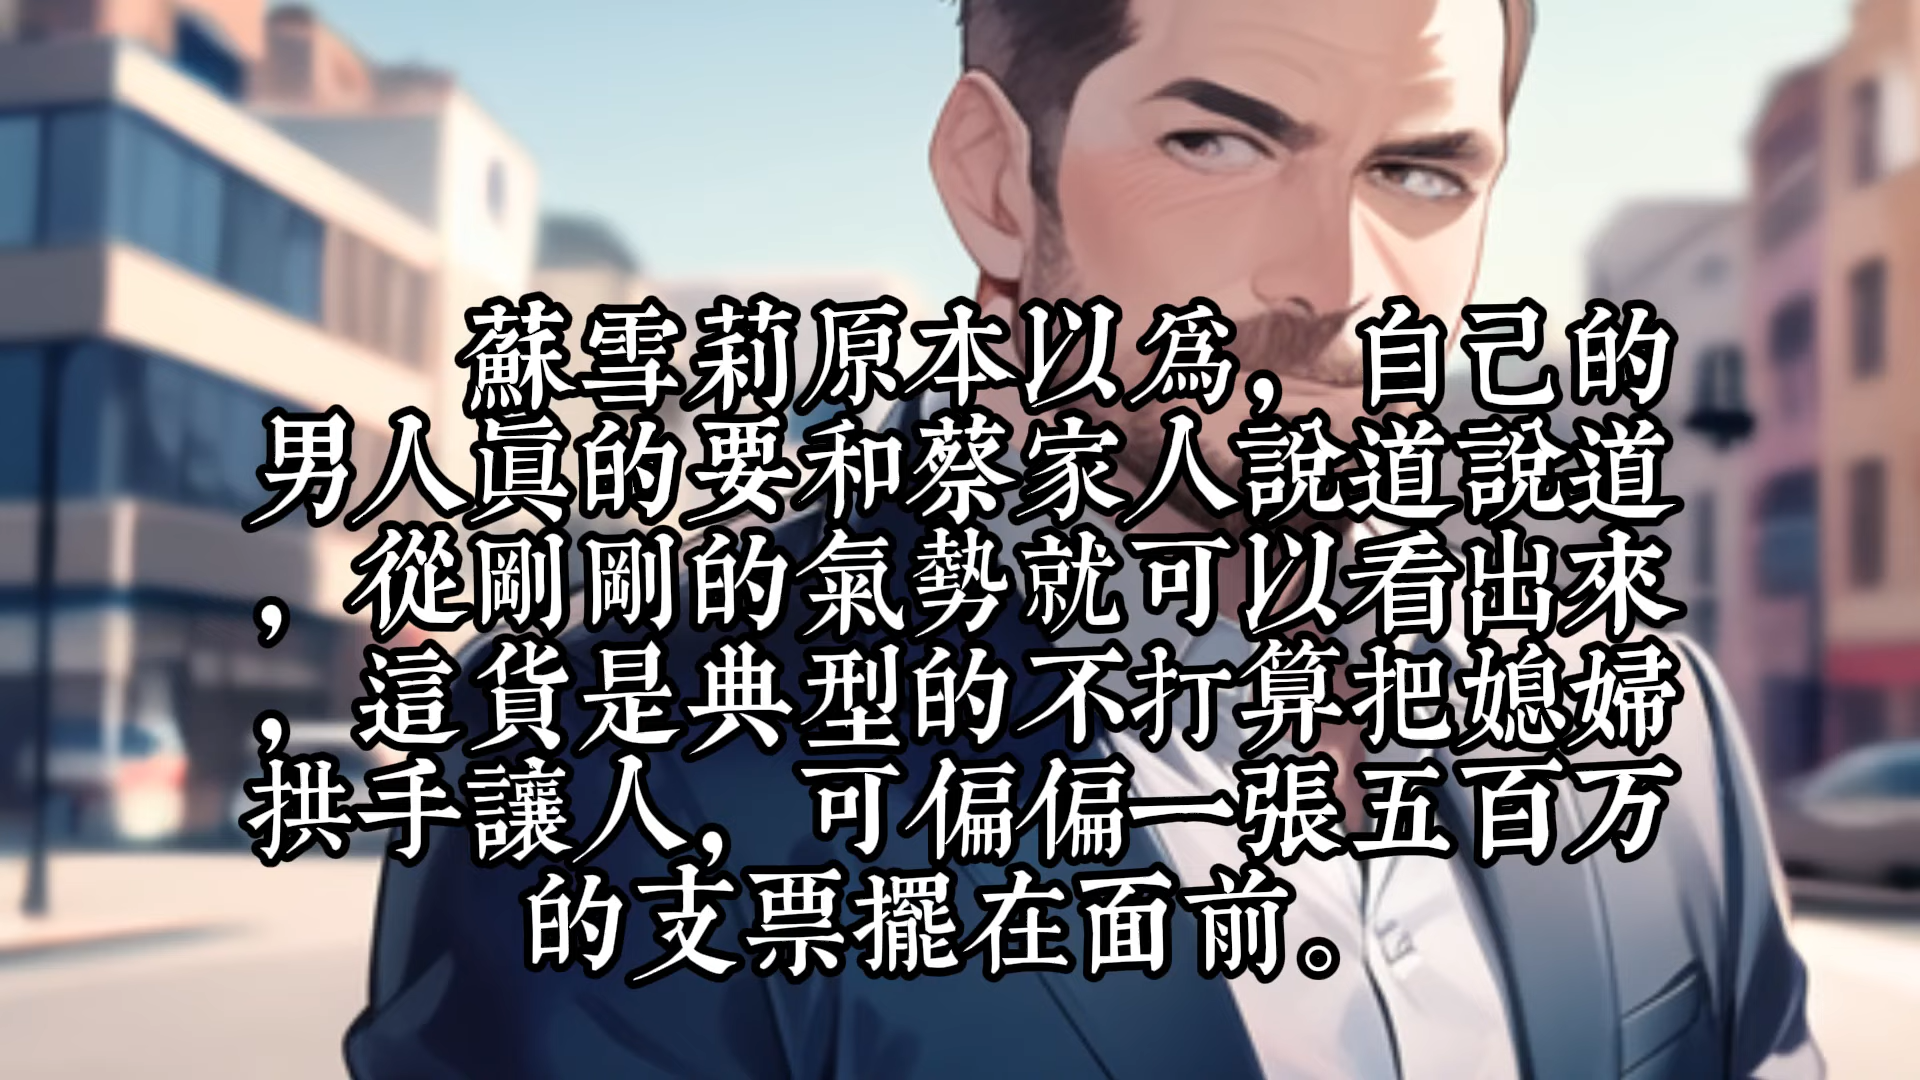 蘇雪莉原本以爲，自己的
男人眞的要和蔡家人說道說道
，從剛剛的氣勢就可以看出來
，這貨是典型的不打算把媳婦
拱手讓人，可偏偏一張五百万
的支票擺在面前。